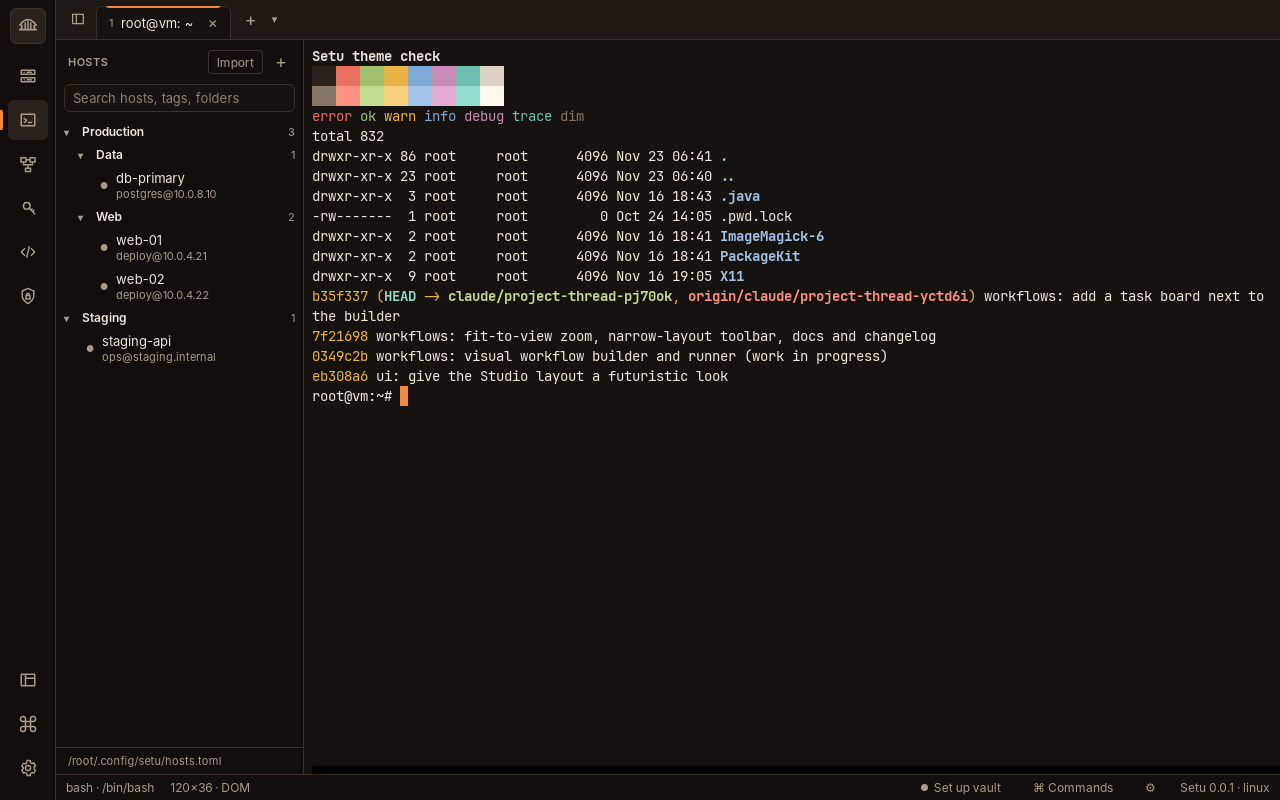 1 root@vm: ~ × + ▾
HOSTS Import +
Search hosts, tags, folders
▾ Production 3
▾ Data 1
db-primary
postgres@10.0.8.10
▾ Web 2
web-01
deploy@10.0.4.21
web-02
deploy@10.0.4.22
▾ Staging 1
staging-api
ops@staging.internal
/root/.config/setu/hosts.toml
Setu theme check
error ok warn info debug trace dim
total 832
drwxr-xr-x 86 root     root      4096 Nov 23 06:41 .
drwxr-xr-x 23 root     root      4096 Nov 23 06:40 ..
drwxr-xr-x  3 root     root      4096 Nov 16 18:43 .java
-rw-------  1 root     root         0 Oct 24 14:05 .pwd.lock
drwxr-xr-x  2 root     root      4096 Nov 16 18:41 ImageMagick-6
drwxr-xr-x  2 root     root      4096 Nov 16 18:41 PackageKit
drwxr-xr-x  9 root     root      4096 Nov 16 19:05 X11
b35f337 (HEAD -> claude/project-thread-pj70ok, origin/claude/project-thread-yctd6i) workflows: add a task board next to
the builder
7f21698 workflows: fit-to-view zoom, narrow-layout toolbar, docs and changelog
0349c2b workflows: visual workflow builder and runner (work in progress)
eb308a6 ui: give the Studio layout a futuristic look
root@vm:~#
bash · /bin/bash 120×36 · DOM ● Set up vault ⌘ Commands ⚙ Setu 0.0.1 · linux